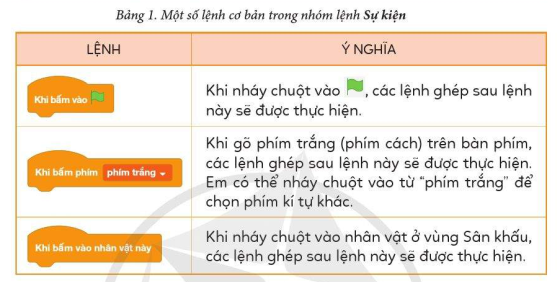 Bảng 1. Một số lệnh cơ bản trong nhóm lệnh Sự kiện
LỆNH
Ý NGHĨA
Khi bấm vào
Khi nháy chuột vào , các lệnh ghép sau lệnh
này sẽ được thực hiện.
Khi bấm phím phím trắng
Khi gõ phím trắng (phím cách) trên bàn phím,
các lệnh ghép sau lệnh này sẽ được thực hiện.
Em có thể nháy chuột vào từ “phím trắng” để
chọn phím kí tự khác.
Khi bấm vào nhân vật này
Khi nháy chuột vào nhân vật ở vùng Sân khấu,
các lệnh ghép sau lệnh này sẽ được thực hiện.